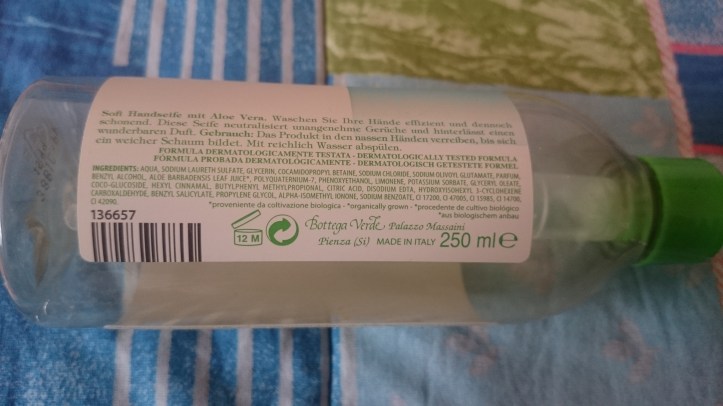 Soft Handseife mit Aloe Vera. Waschen Sie Ihre Hände effizient und dennoch
schonend. Diese Seife neutralisiert unangenehme Gerüche und hinterlässt einen
wunderbaren Duft. Gebrauch: Das Produkt in den nassen Händen verreiben, bis sich
ein weicher Schaum bildet. Mit reichlich Wasser abspülen.
FORMULA DERMATOLOGICAMENTE TESTATA - DERMATOLOGICALLY TESTED FORMULA
FÓRMULA PROBADA DERMATOLOGICAMENTE - DERMATOLOGISCH GETESTETE FORMEL
INGREDIENTS: AQUA, SODIUM LAURETH SULFATE, GLYCERIN, COCAMIDOPROPYL BETAINE, SODIUM CHLORIDE, SODIUM OLIVOYL GLUTAMATE, PARFUM,
BENZYL ALCOHOL, ALOE BARBADENSIS LEAF JUICE*, POLYQUATERNIUM-7, PHENOXYETHANOL, LIMONENE, POTASSIUM SORBATE, GLYCERYL OLEATE,
COCO-GLUCOSIDE, HEXYL CINNAMAL, BUTYLPHENYL METHYLPROPIONAL, CITRIC ACID, DISODIUM EDTA, HYDROXYISOHEXYL 3-CYCLOHEXENE
CARBOXALDEHYDE, BENZYL SALICYLATE, PROPYLENE GLYCOL, ALPHA-ISOMETHYL IONONE, SODIUM BENZOATE, CI 17200, CI 47005, CI 15985, CI 14700,
CI 42090.
*proveniente da coltivazione biologica - *organically grown - *procedente de cultivo biológico
*aus biologischem anbau
136657
12 M
Bottega Verde Palazzo Massaini
Pienza (Si) MADE IN ITALY 250 ml e